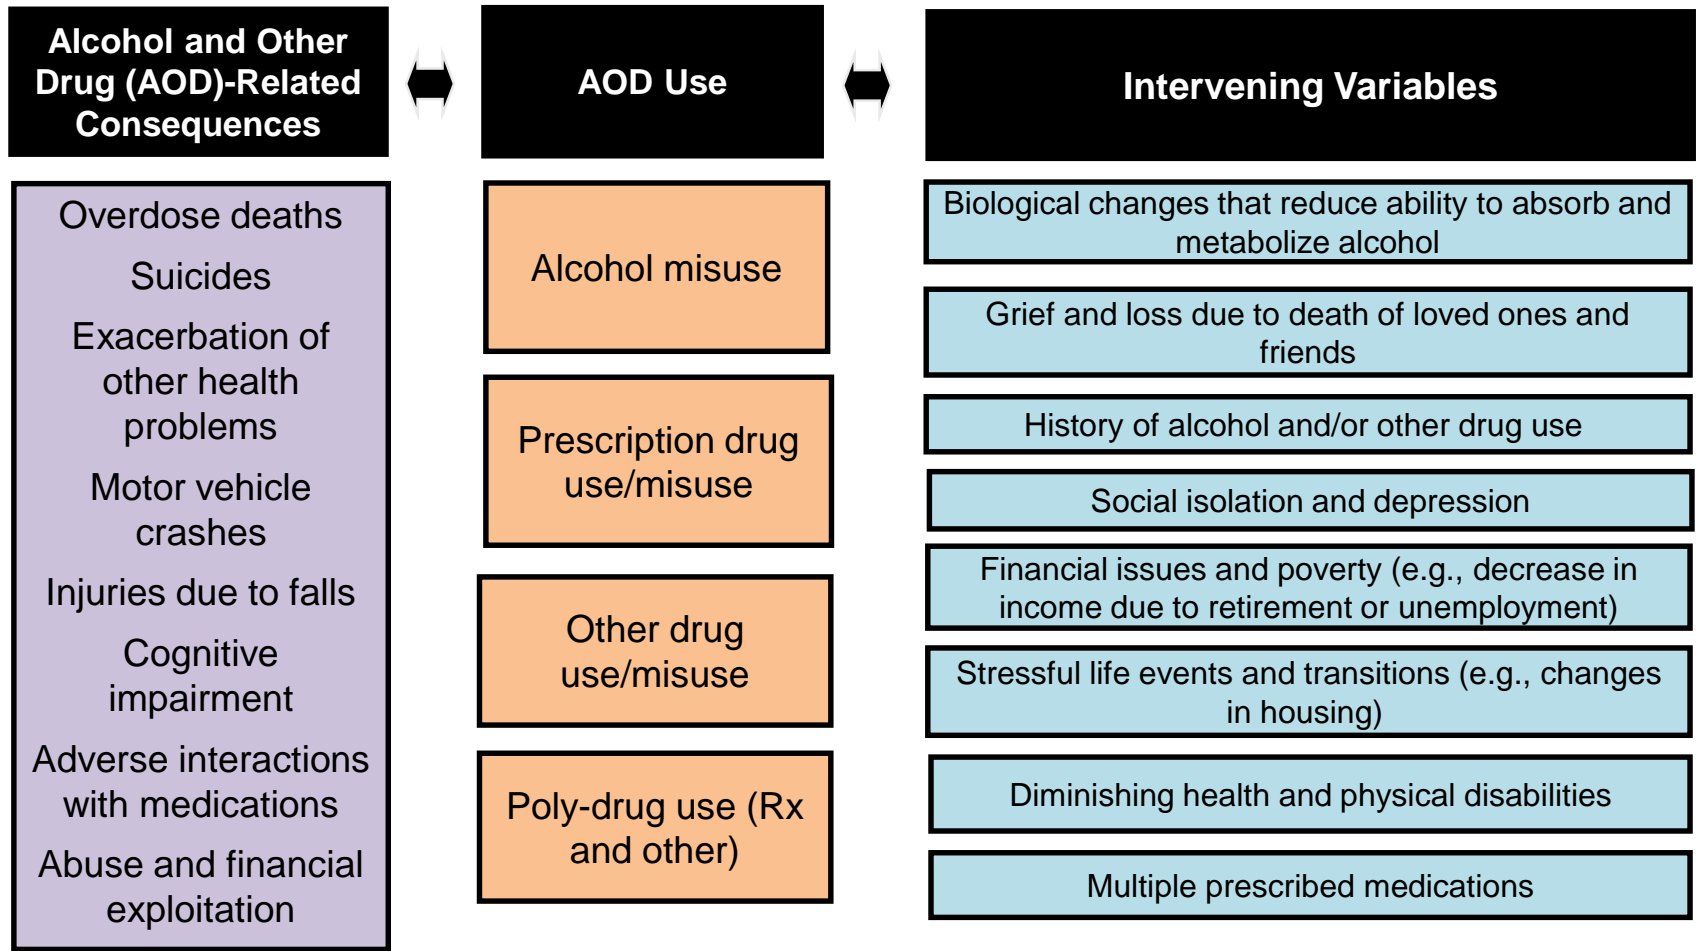 Alcohol and Other
Drug (AOD)-Related
Consequences
AOD Use
Intervening Variables
Overdose deaths
Suicides
Exacerbation of
other health
problems
Motor vehicle
crashes
Injuries due to falls
Cognitive
impairment
Adverse interactions
with medications
Abuse and financial
exploitation
Alcohol misuse
Prescription drug
use/misuse
Other drug
use/misuse
Poly-drug use (Rx
and other)
Biological changes that reduce ability to absorb and
metabolize alcohol
Grief and loss due to death of loved ones and
friends
History of alcohol and/or other drug use
Social isolation and depression
Financial issues and poverty (e.g., decrease in
income due to retirement or unemployment)
Stressful life events and transitions (e.g., changes
in housing)
Diminishing health and physical disabilities
Multiple prescribed medications